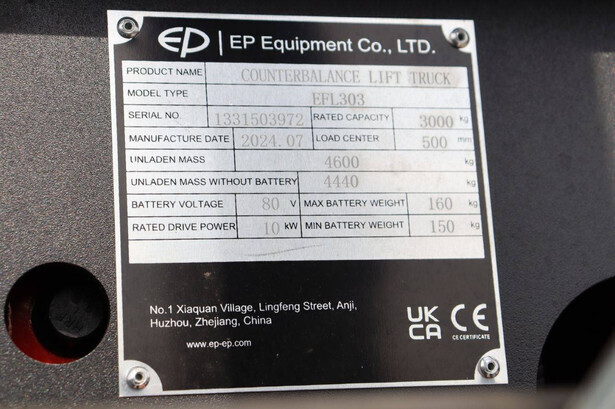 EP | EP Equipment Co., LTD.
PRODUCT NAME COUNTERBALANCE LIFT TRUCK
MODEL TYPE EFL303
SERIAL NO. 1331503972 RATED CAPACITY 3000 kg
MANUFACTURE DATE 2024.07 LOAD CENTER 500 mm
UNLADEN MASS 4600 kg
UNLADEN MASS WITHOUT BATTERY 4440 kg
BATTERY VOLTAGE 80 V MAX BATTERY WEIGHT 160 kg
RATED DRIVE POWER 10 kW MIN BATTERY WEIGHT 150 kg
No.1 Xiaquan Village, Lingfeng Street, Anji,
Huzhou, Zhejiang, China
www.ep-ep.com
UK
CA CE
CE CERTIFICATE